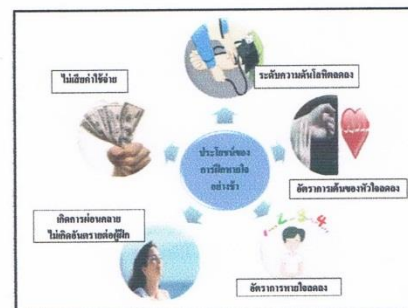 ระดับความดันโลหิตลดลง
ไม่เสียค่าใช้จ่าย
ประโยชน์ของ
การฝึกหายใจ
อย่างช้า
อัตราการเต้นของหัวใจลดลง
เกิดการผ่อนคลาย
ไม่เกิดอันตรายต่อผู้ฝึก
1..2..3..4..
อัตราการหายใจลดลง